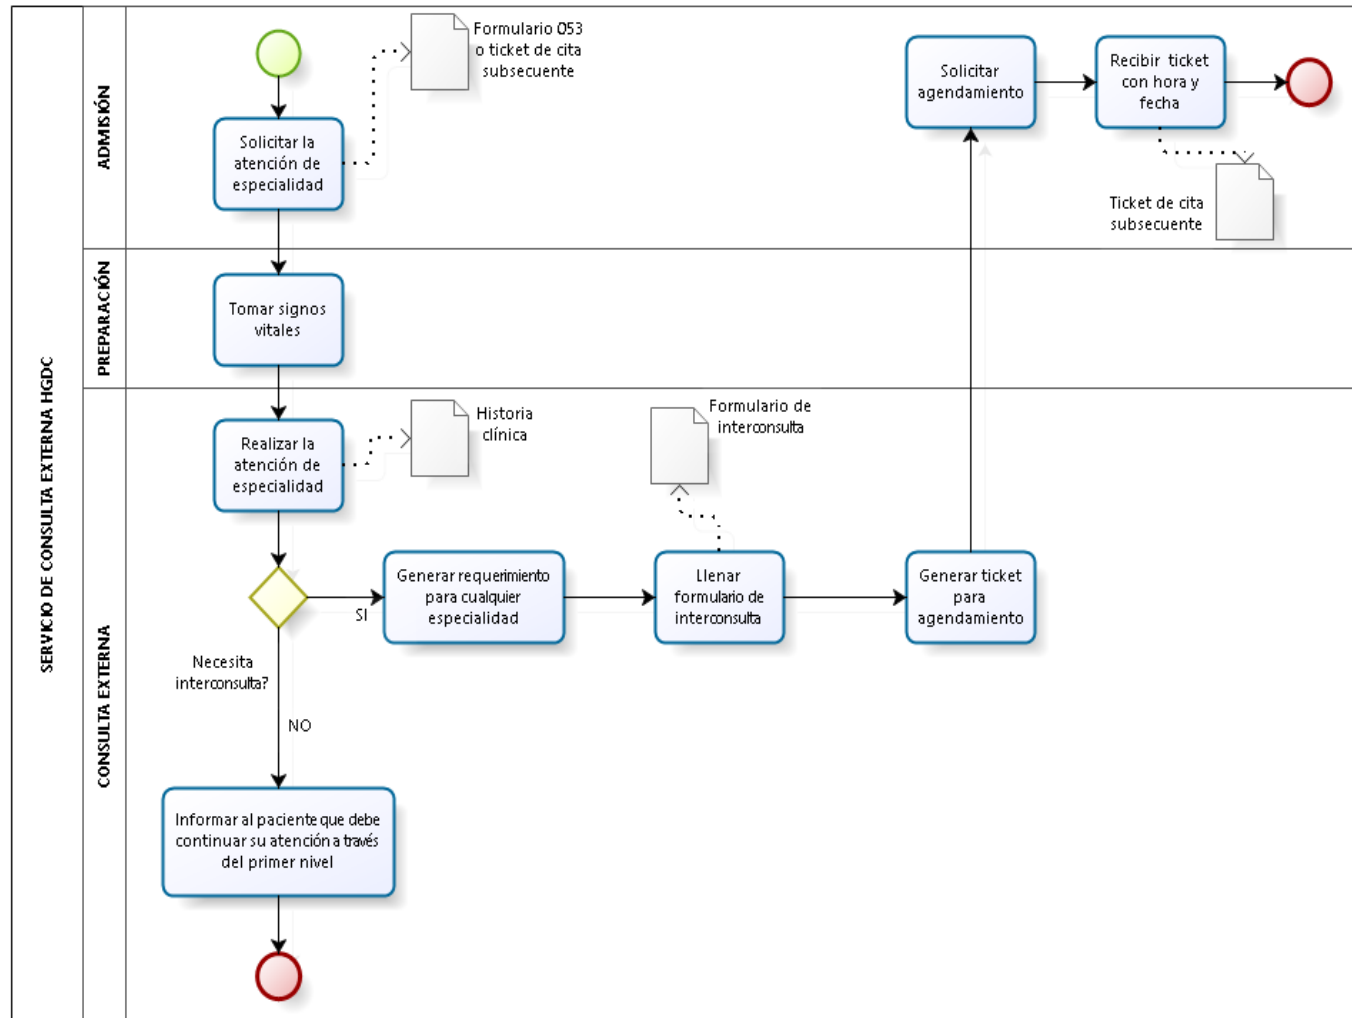 SERVICIO DE CONSULTA EXTERNA HGDC
ADMISIÓN
Formulario 053
o ticket de cita
subsecuente
Solicitar la
atención de
especialidad
Solicitar
agendamiento
Recibir ticket
con hora y
fecha
Ticket de cita
subsecuente
PREPARACIÓN
Tomar signos
vitales
CONSULTA EXTERNA
Realizar la
atención de
especialidad
Historia
clínica
Formulario de
interconsulta
Necesita
interconsulta?
SI
Generar requerimiento
para cualquier
especialidad
Llenar
formulario de
interconsulta
Generar ticket
para
agendamiento
NO
Informar al paciente que debe
continuar su atención a través
del primer nivel